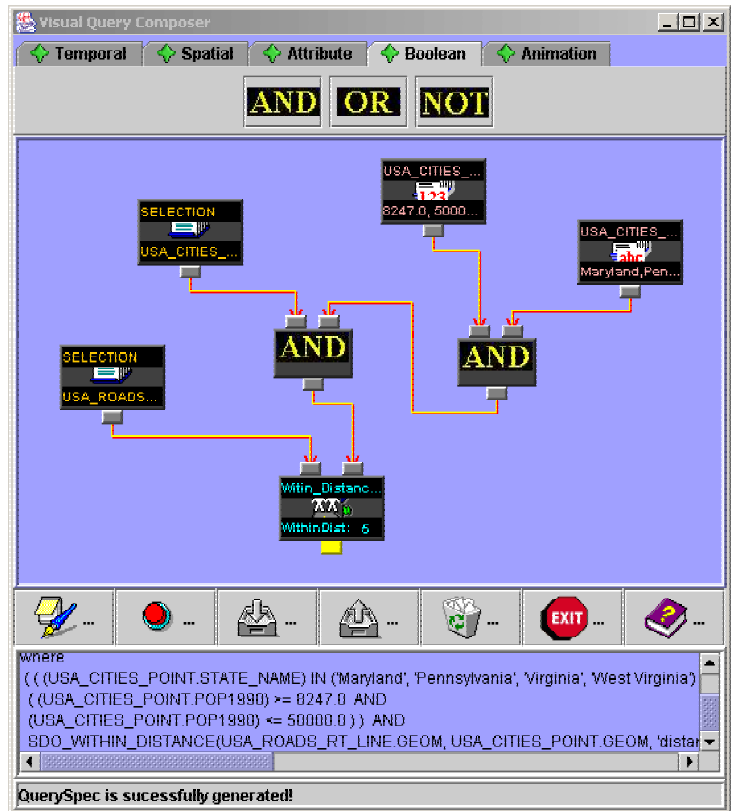 Visual Query Composer
Temporal Spatial Attribute Boolean Animation
AND OR NOT
USA_CITIES_...
123
8247.0, 5000...
SELECTION
USA_CITIES_...
USA_CITIES_...
abc
Maryland,Pen...
AND
AND
SELECTION
USA_ROADS...
Witin_Distanc...
WithinDist: 6
... ... ... ... ... EXIT ... ? ...
where
( ( ( (USA_CITIES_POINT.STATE_NAME) IN ('Maryland', 'Pennsylvania', 'Virginia', 'West Virginia')
( (USA_CITIES_POINT.POP1990) >= 8247.0 AND
(USA_CITIES_POINT.POP1990) <= 50000.0 ) ) AND
SDO_WITHIN_DISTANCE(USA_ROADS_RT_LINE.GEOM, USA_CITIES_POINT.GEOM, 'distar
QuerySpec is sucessfully generated!